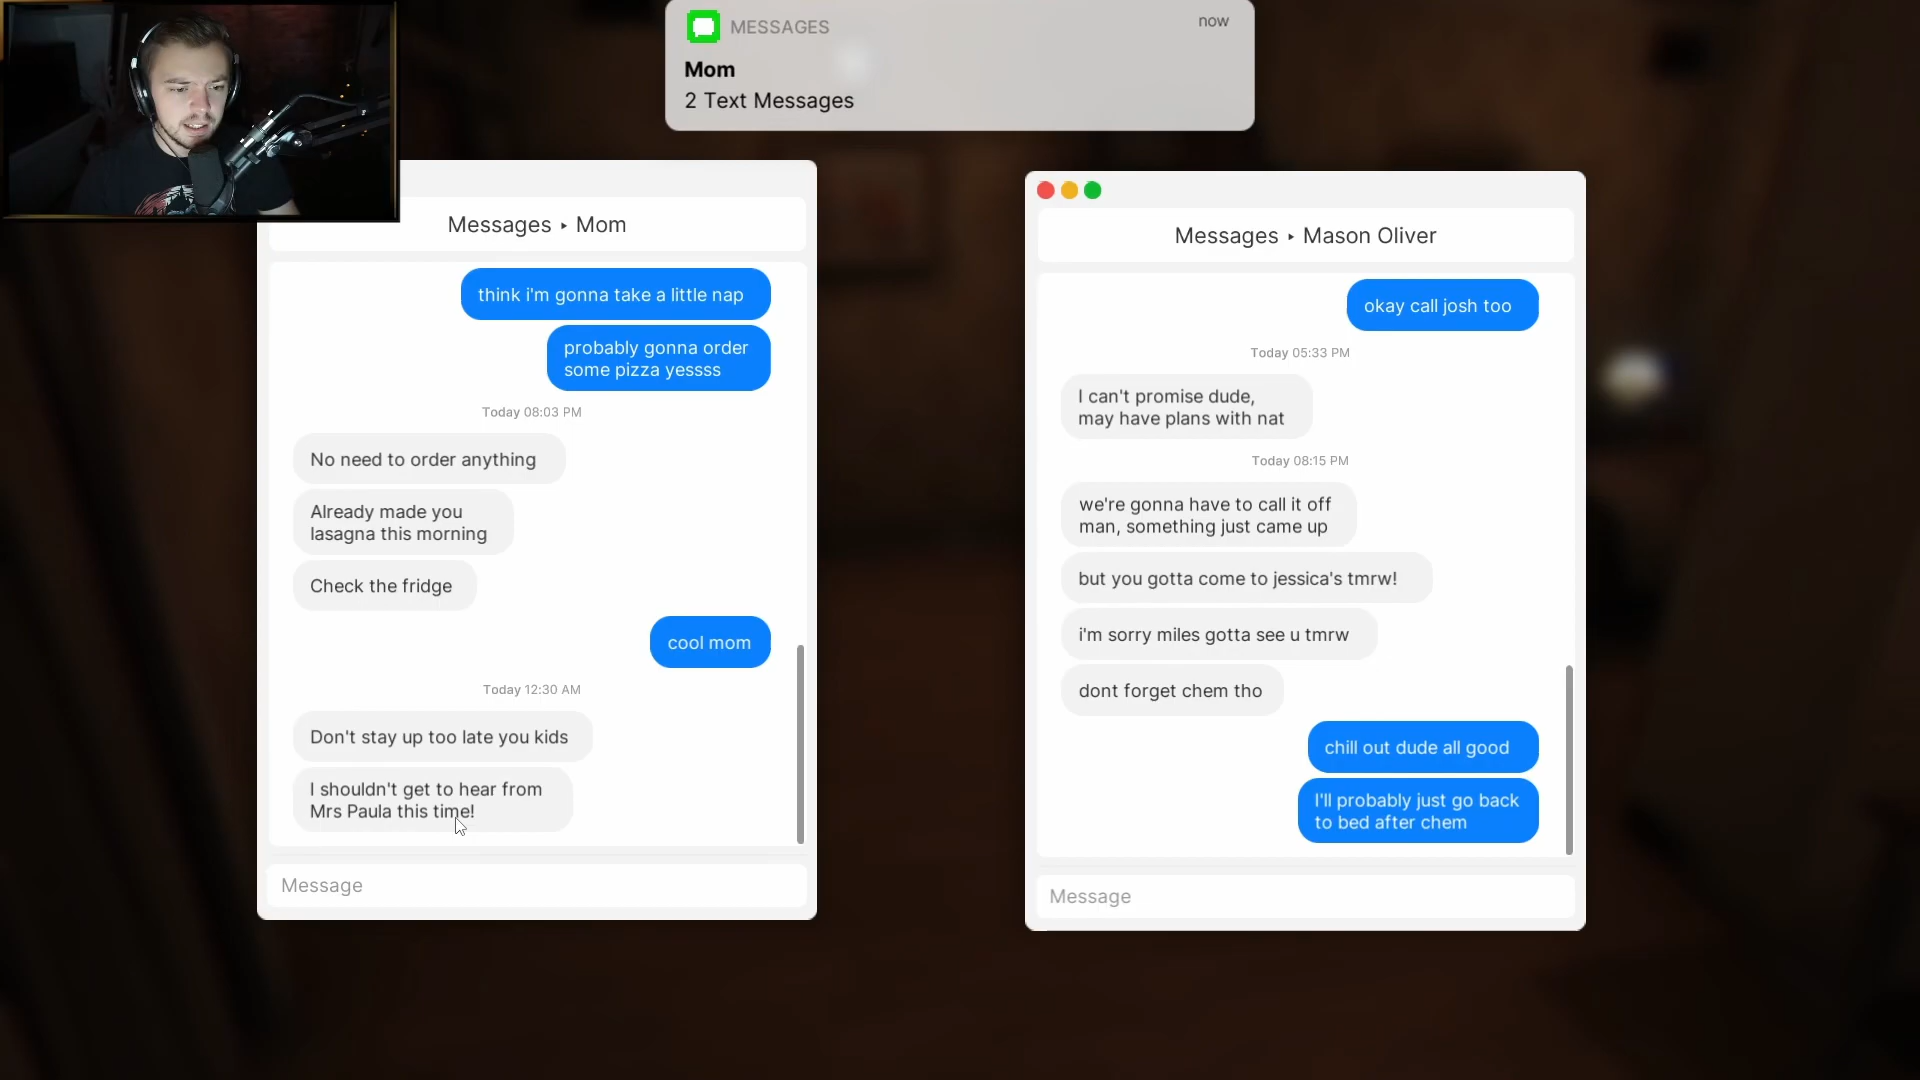 MESSAGES
now
Mom
2 Text Messages
Messages ‣ Mom
think i'm gonna take a little nap
probably gonna order
some pizza yessss
Today 08:03 PM
No need to order anything
Already made you
lasagna this morning
Check the fridge
cool mom
Today 12:30 AM
Don't stay up too late you kids
I shouldn't get to hear from
Mrs Paula this time!
Message
Messages ‣ Mason Oliver
okay call josh too
Today 05:33 PM
I can't promise dude,
may have plans with nat
Today 08:15 PM
we're gonna have to call it off
man, something just came up
but you gotta come to jessica's tmrw!
i'm sorry miles gotta see u tmrw
dont forget chem tho
chill out dude all good
I'll probably just go back
to bed after chem
Message